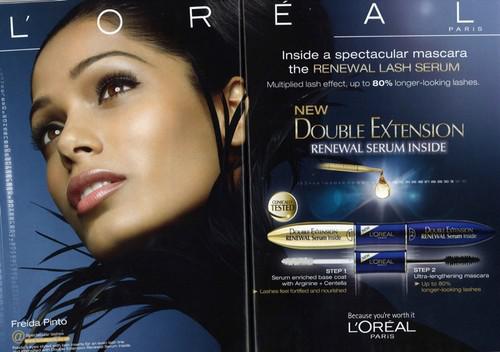 L'ORÉAL
PARIS
Inside a spectacular mascara
the RENEWAL LASH SERUM
Multiplied lash effect, up to 80% longer-looking lashes.
NEW
DOUBLE EXTENSION
RENEWAL SERUM INSIDE
CLINICALLY
TESTED
DOUBLE EXTENSION
RENEWAL Serum Inside
L'ORÉAL
DOUBLE EXTENSION
RENEWAL Serum Inside
L'ORÉAL
STEP 1
Serum enriched base coat
with Arginine + Centella
Lashes feel fortified and nourished
STEP 2
Ultra-lengthening mascara
Up to 80%
longer-looking lashes
Because you're worth it
L'ORÉAL
PARIS
Freida Pinto